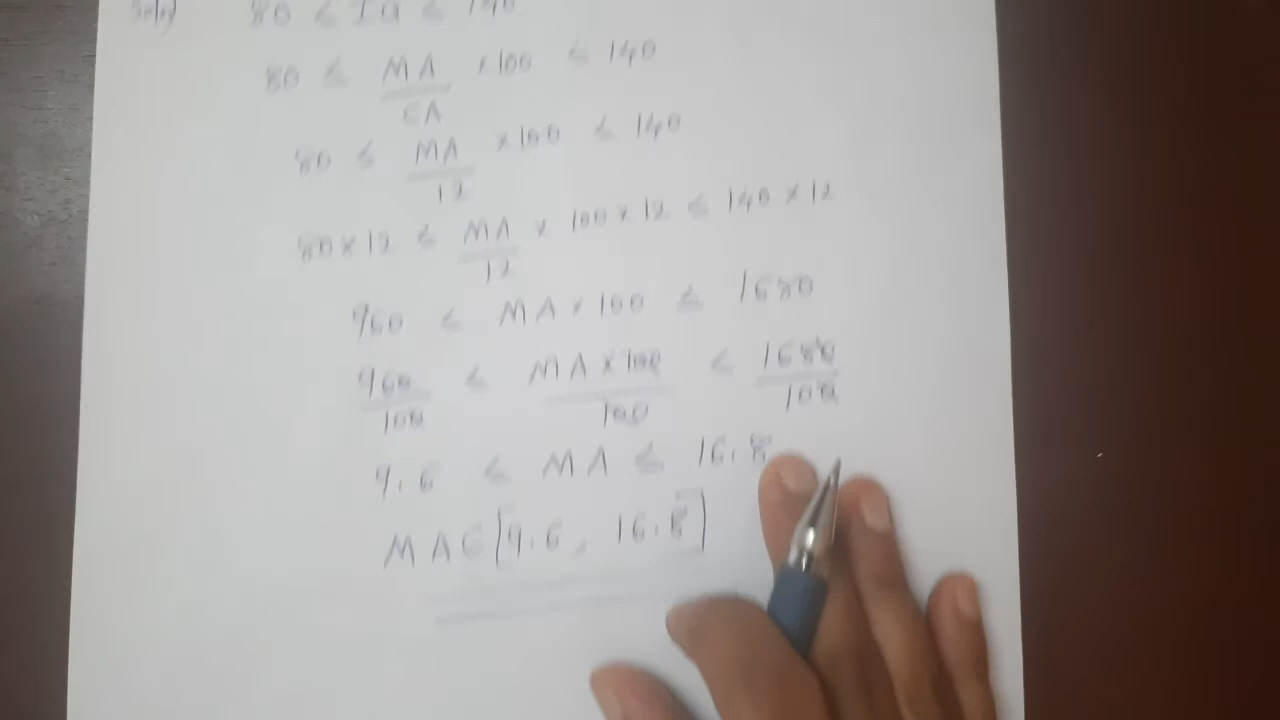 Soln 80 ≤ IQ ≤ 140
80 ≤ MA/CA × 100 ≤ 140
80 ≤ MA/12 × 100 ≤ 140
80 × 12 ≤ MA/12 × 100 × 12 ≤ 140 × 12
960 ≤ MA × 100 ≤ 1680
960/100 ≤ MA × 100/100 ≤ 1680/100
9.6 ≤ MA ≤ 16.8
MA ∈ [9.6, 16.8]